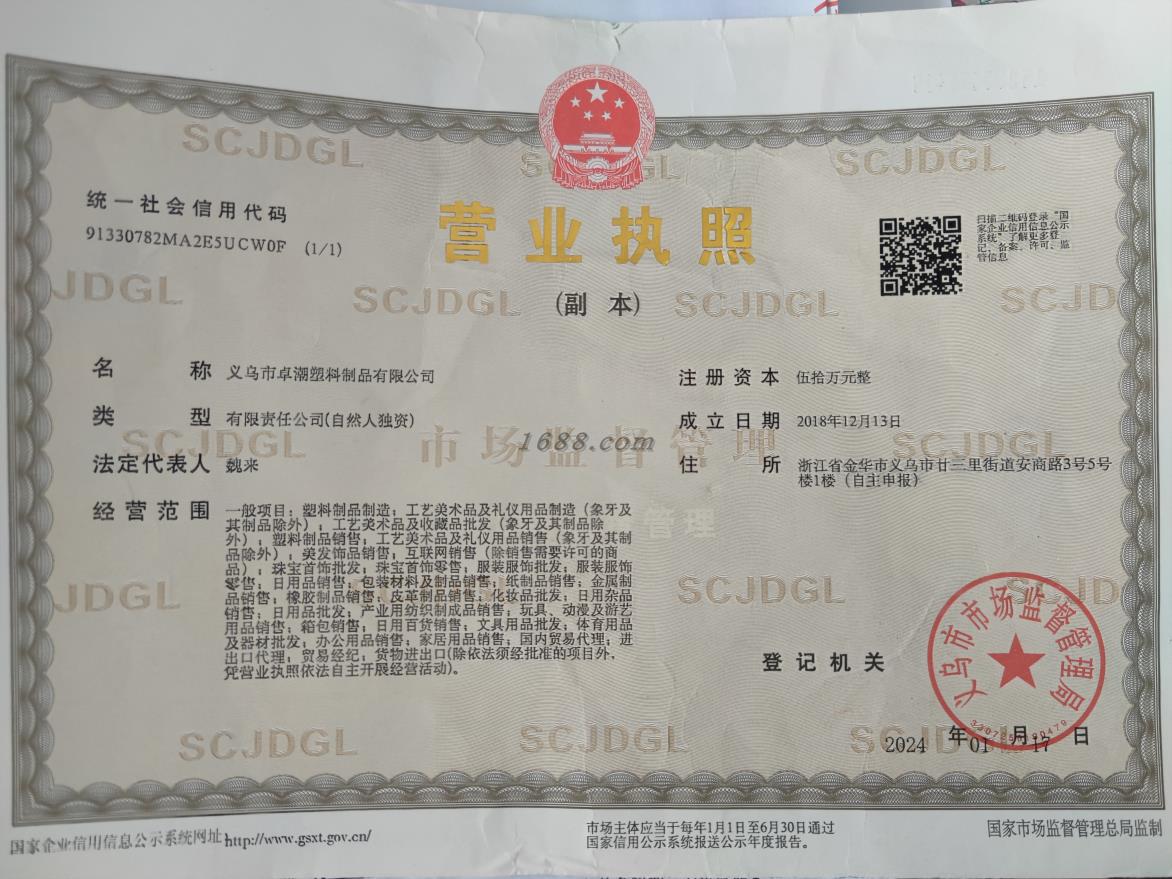 统一社会信用代码
91330782MA2E5UCW0F (1/1)
营业执照
(副 本)
扫描二维码登录"国
家企业信用信息公示
系统"了解更多登
记、备案、许可、监
管信息
名 称 义乌市卓潮塑料制品有限公司
类 型 有限责任公司(自然人独资)
法定代表人 魏来
经营范围 一般项目：塑料制品制造；工艺美术品及礼仪用品制造（象牙及
其制品除外）；工艺美术品及收藏品批发（象牙及其制品除
外）；塑料制品销售；工艺美术品及礼仪用品销售（象牙及其制
品除外）；美发饰品销售；互联网销售（除销售需要许可的商
品）；珠宝首饰批发；珠宝首饰零售；服装服饰批发；服装服饰
零售；日用品销售；包装材料及制品销售；纸制品销售；金属制
品销售；橡胶制品销售；皮革制品销售；化妆品批发；日用杂品
销售；日用品批发；产业用纺织制成品销售；玩具、动漫及游艺
用品销售；箱包销售；日用百货销售；文具用品批发；体育用品
及器材批发；办公用品销售；家居用品销售；国内贸易代理；进
出口代理；贸易经纪；货物进出口(除依法须经批准的项目外，
凭营业执照依法自主开展经营活动)。
注册资本 伍拾万元整
成立日期 2018年12月13日
住 所 浙江省金华市义乌市廿三里街道安商路3号5号
楼1楼（自主申报）
登记机关
义乌市市场监督管理局
2024 年 01 月 17 日
SCJDGL
SCJDGL
JDGL
SCJDGL
SCJDGL
SCJD
SCJDGL
市场监督管理
SCJDGL
1688.com
管理
JDGL
SCJDGL
SCJDGL
SCJDGL
国家企业信用信息公示系统网址http://www.gsxt.gov.cn/
市场主体应当于每年1月1日至6月30日通过
国家信用公示系统报送公示年度报告。
国家市场监督管理总局监制